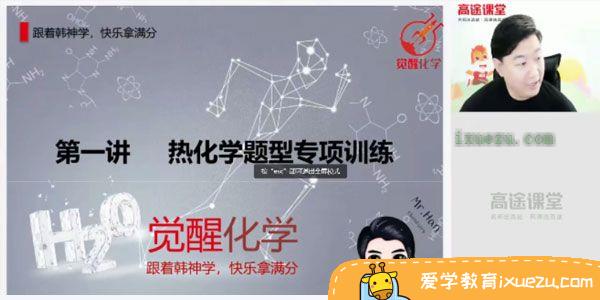 跟着韩神学，快乐拿满分
觉醒化学
高途课堂
第一讲 热化学题型专项训练
按 "esc" 即可退出全屏模式
ixuezu.com
高途课堂
H2O
觉醒化学
跟着韩神学，快乐拿满分
Mr.Han
爱学教育ixuezu.com